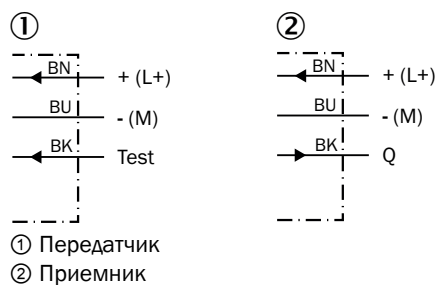 ① ②
BN + (L+) BN + (L+)
BU - (M) BU - (M)
BK Test BK Q
① Передатчик
② Приемник